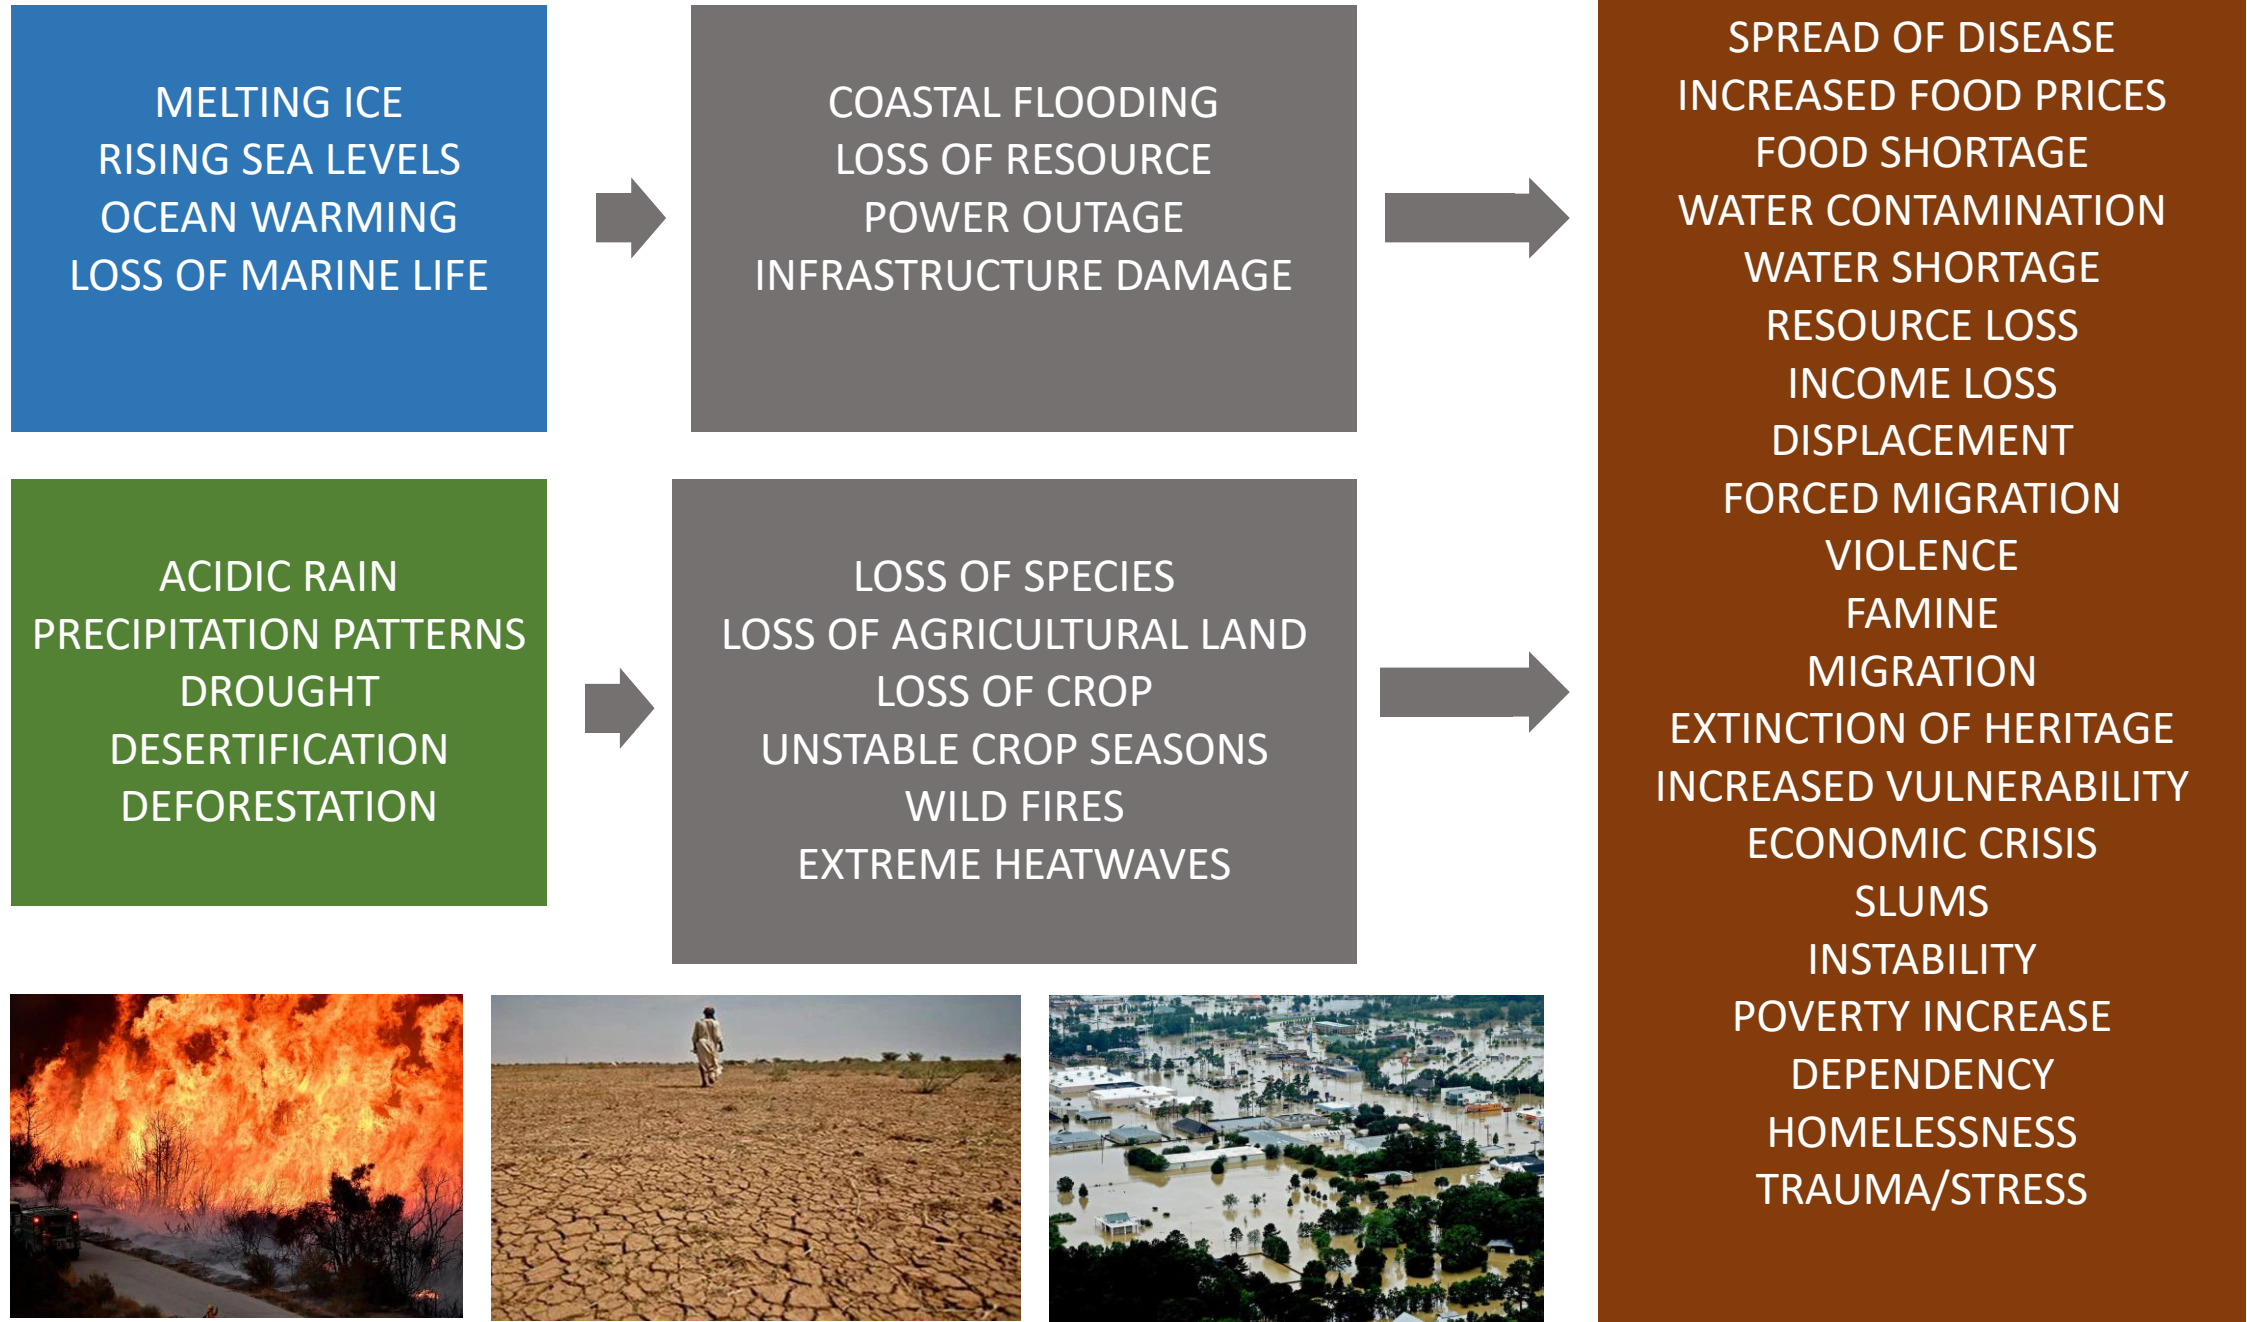 MELTING ICE
RISING SEA LEVELS
OCEAN WARMING
LOSS OF MARINE LIFE
COASTAL FLOODING
LOSS OF RESOURCE
POWER OUTAGE
INFRASTRUCTURE DAMAGE
ACIDIC RAIN
PRECIPITATION PATTERNS
DROUGHT
DESERTIFICATION
DEFORESTATION
LOSS OF SPECIES
LOSS OF AGRICULTURAL LAND
LOSS OF CROP
UNSTABLE CROP SEASONS
WILD FIRES
EXTREME HEATWAVES
SPREAD OF DISEASE
INCREASED FOOD PRICES
FOOD SHORTAGE
WATER CONTAMINATION
WATER SHORTAGE
RESOURCE LOSS
INCOME LOSS
DISPLACEMENT
FORCED MIGRATION
VIOLENCE
FAMINE
MIGRATION
EXTINCTION OF HERITAGE
INCREASED VULNERABILITY
ECONOMIC CRISIS
SLUMS
INSTABILITY
POVERTY INCREASE
DEPENDENCY
HOMELESSNESS
TRAUMA/STRESS